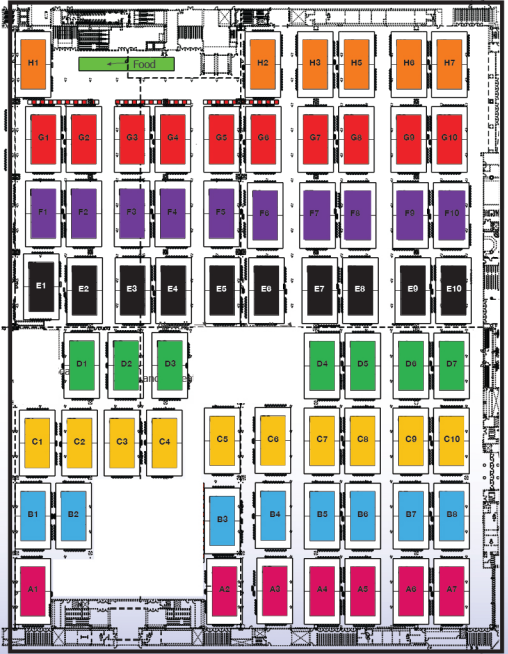 H1 Food H2 H3 H5 H6 H7
G1 G2 G3 G4 G5 G6 G7 G8 G9 G10
F1 F2 F3 F4 F5 F6 F7 F8 F9 F10
E1 E2 E3 E4 E5 E6 E7 E8 E9 E10
D1 D2 D3 D4 D5 D6 D7
C1 C2 C3 C4 C5 C6 C7 C8 C9 C10
B1 B2 B3 B4 B5 B6 B7 B8
A1 A2 A3 A4 A5 A6 A7